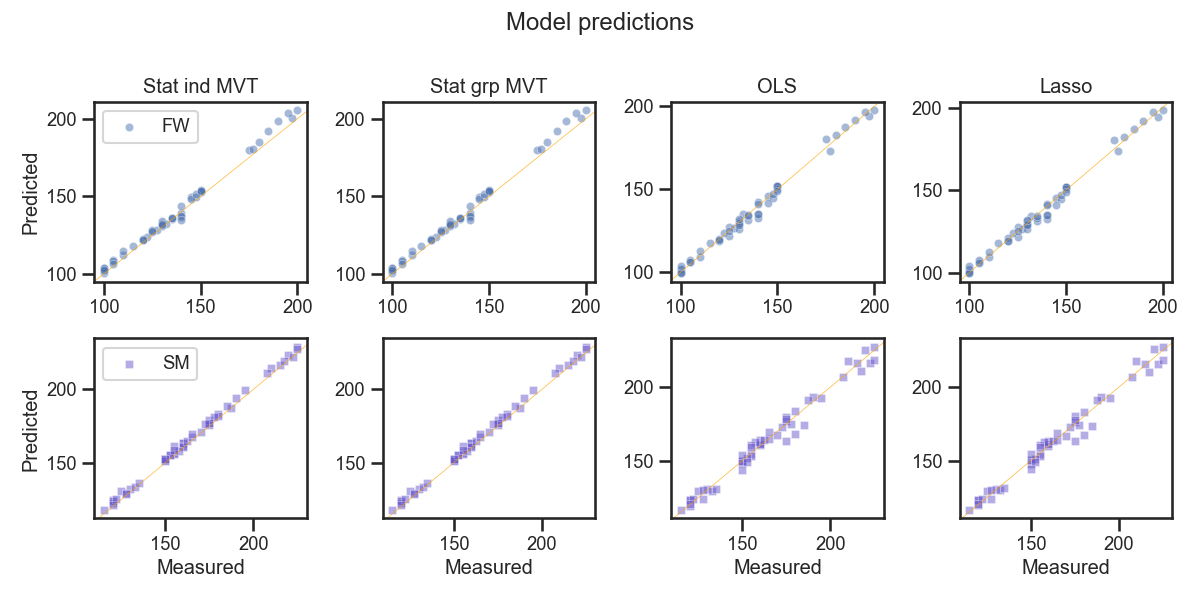 Model predictions
Stat ind MVT Stat grp MVT OLS Lasso
FW
Predicted
200 200 200 200
150 150 150 150
100 100 100 100
100 150 200 100 150 200 100 150 200 100 150 200
SM
Predicted
200 200 200 200
150 150 150 150
150 200 150 200 150 200 150 200
Measured Measured Measured Measured